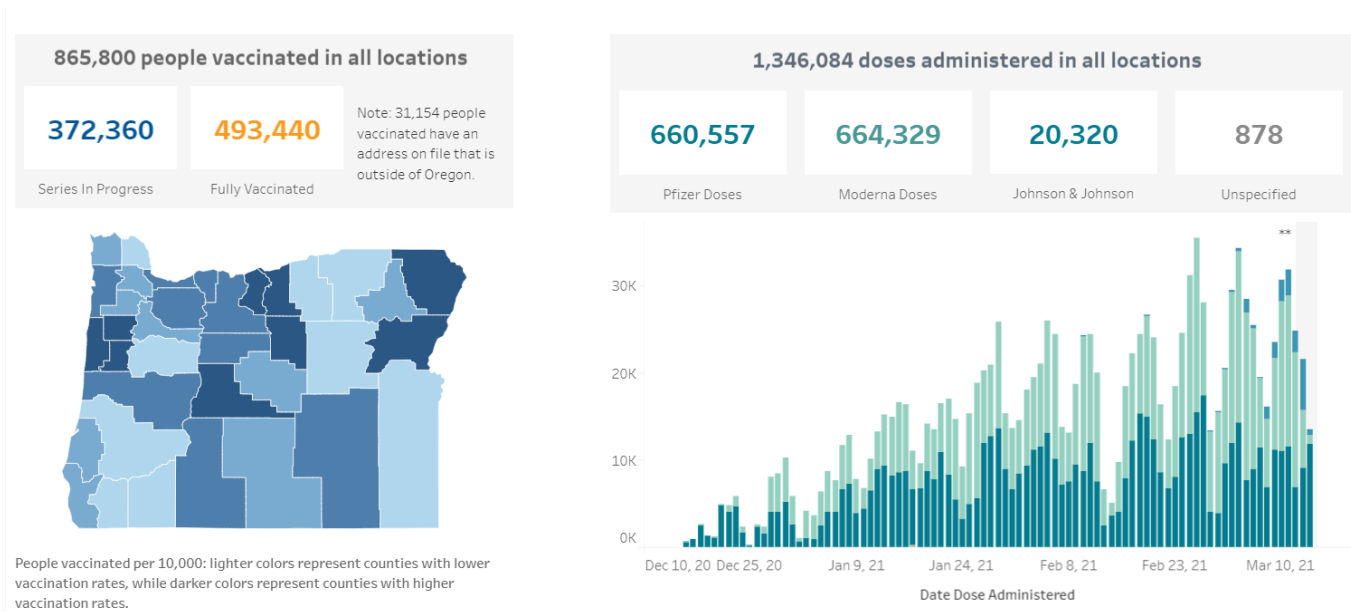 865,800 people vaccinated in all locations
372,360
493,440
Series In Progress
Fully Vaccinated
Note: 31,154 people
vaccinated have an
address on file that is
outside of Oregon.
People vaccinated per 10,000: lighter colors represent counties with lower
vaccination rates, while darker colors represent counties with higher
vaccination rates.
1,346,084 doses administered in all locations
660,557
664,329
20,320
878
Pfizer Doses
Moderna Doses
Johnson & Johnson
Unspecified
**
30K
20K
10K
0K
Dec 10, 20
Dec 25, 20
Jan 9, 21
Jan 24, 21
Feb 8, 21
Feb 23, 21
Mar 10, 21
Date Dose Administered